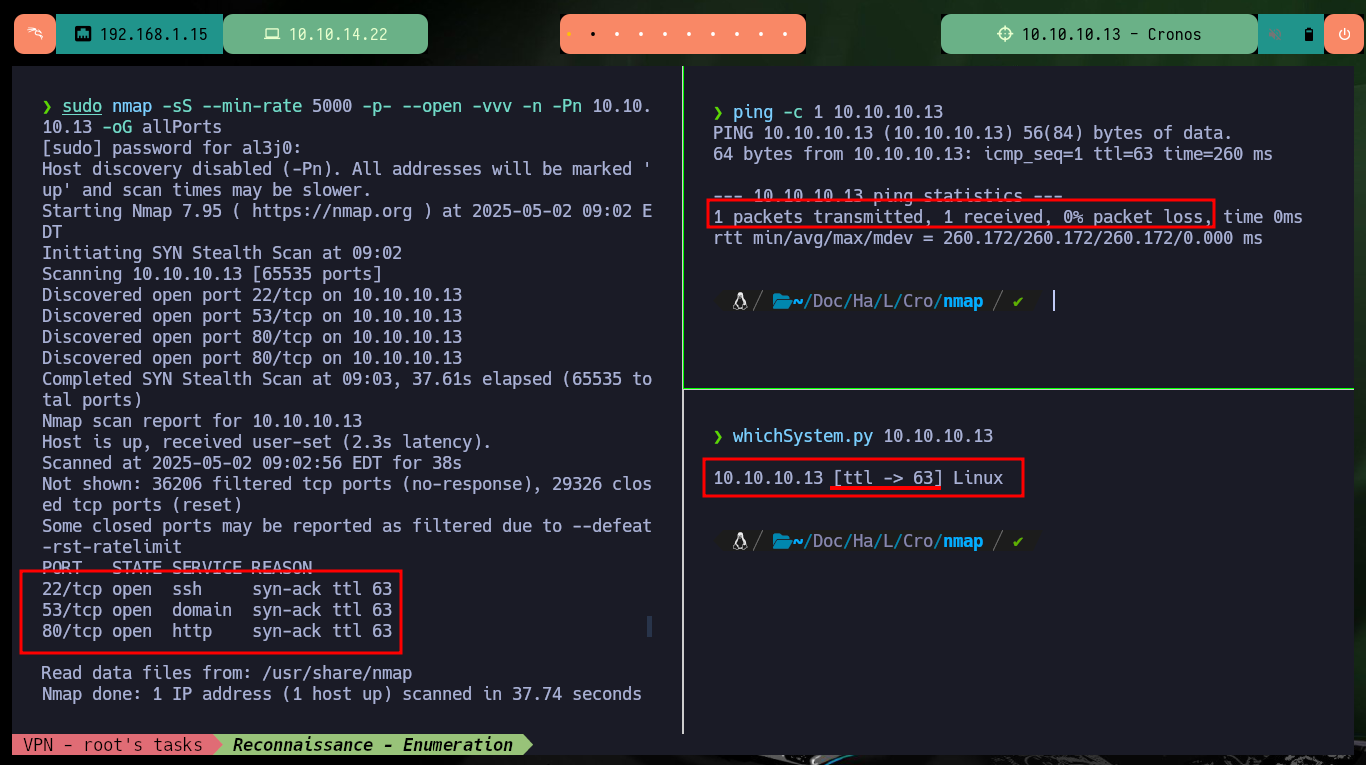 192.168.1.15
10.10.14.22
10.10.10.13 - Cronos
❯ sudo nmap -sS --min-rate 5000 -p- --open -vvv -n -Pn 10.10.
10.13 -oG allPorts
[sudo] password for al3j0:
Host discovery disabled (-Pn). All addresses will be marked '
up' and scan times may be slower.
Starting Nmap 7.95 ( https://nmap.org ) at 2025-05-02 09:02 E
DT
Initiating SYN Stealth Scan at 09:02
Scanning 10.10.10.13 [65535 ports]
Discovered open port 22/tcp on 10.10.10.13
Discovered open port 53/tcp on 10.10.10.13
Discovered open port 80/tcp on 10.10.10.13
Discovered open port 80/tcp on 10.10.10.13
Completed SYN Stealth Scan at 09:03, 37.61s elapsed (65535 to
tal ports)
Nmap scan report for 10.10.10.13
Host is up, received user-set (2.3s latency).
Scanned at 2025-05-02 09:02:56 EDT for 38s
Not shown: 36206 filtered tcp ports (no-response), 29326 clos
ed tcp ports (reset)
Some closed ports may be reported as filtered due to --defeat
-rst-ratelimit
PORT   STATE SERVICE REASON
22/tcp open  ssh     syn-ack ttl 63
53/tcp open  domain  syn-ack ttl 63
80/tcp open  http    syn-ack ttl 63
Read data files from: /usr/share/nmap
Nmap done: 1 IP address (1 host up) scanned in 37.74 seconds
❯ ping -c 1 10.10.10.13
PING 10.10.10.13 (10.10.10.13) 56(84) bytes of data.
64 bytes from 10.10.10.13: icmp_seq=1 ttl=63 time=260 ms
--- 10.10.10.13 ping statistics ---
1 packets transmitted, 1 received, 0% packet loss, time 0ms
rtt min/avg/max/mdev = 260.172/260.172/260.172/0.000 ms
/ ~/Doc/Ha/L/Cro/nmap / ✔
❯ whichSystem.py 10.10.10.13
10.10.10.13 [ttl -> 63] Linux
/ ~/Doc/Ha/L/Cro/nmap / ✔
VPN - root's tasks
Reconnaissance - Enumeration